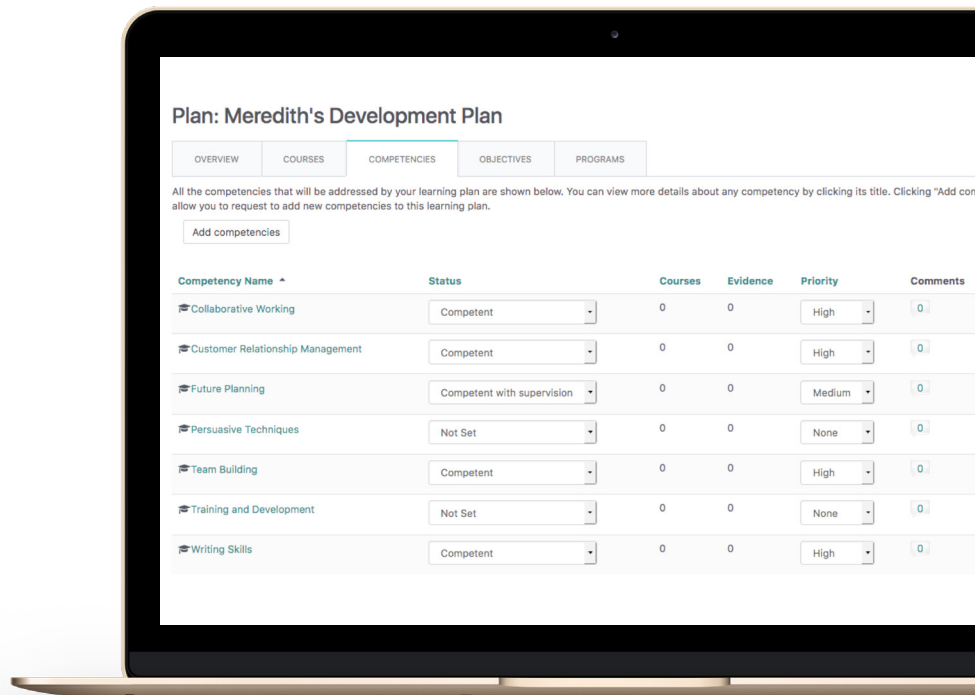 Plan: Meredith's Development Plan
OVERVIEW COURSES COMPETENCIES OBJECTIVES PROGRAMS
All the competencies that will be addressed by your learning plan are shown below. You can view more details about any competency by clicking its title. Clicking "Add
allow you to request to add new competencies to this learning plan.
Add competencies
Competency Name Status Courses Evidence Priority Comments
Collaborative Working Competent 0 0 High 0
Customer Relationship Management Competent 0 0 High 0
Future Planning Competent with supervision 0 0 Medium 0
Persuasive Techniques Not Set 0 0 None 0
Team Building Competent 0 0 High 0
Training and Development Not Set 0 0 None 0
Writing Skills Competent 0 0 High 0